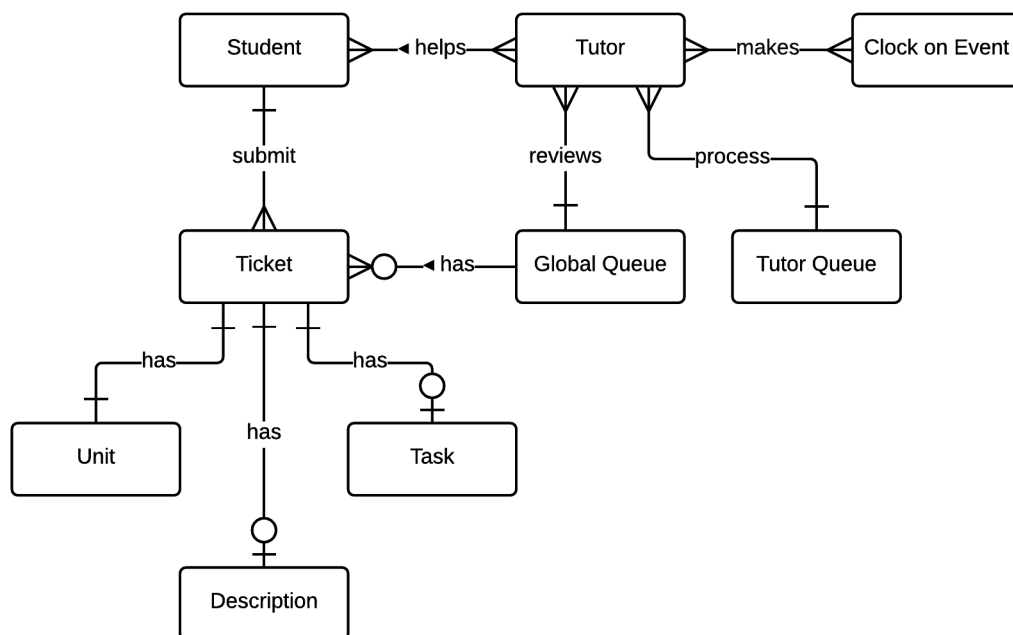 Student
helps
Tutor
makes
Clock on Event
submit
reviews
process
Ticket
has
Global Queue
Tutor Queue
has
has
has
Unit
Task
Description